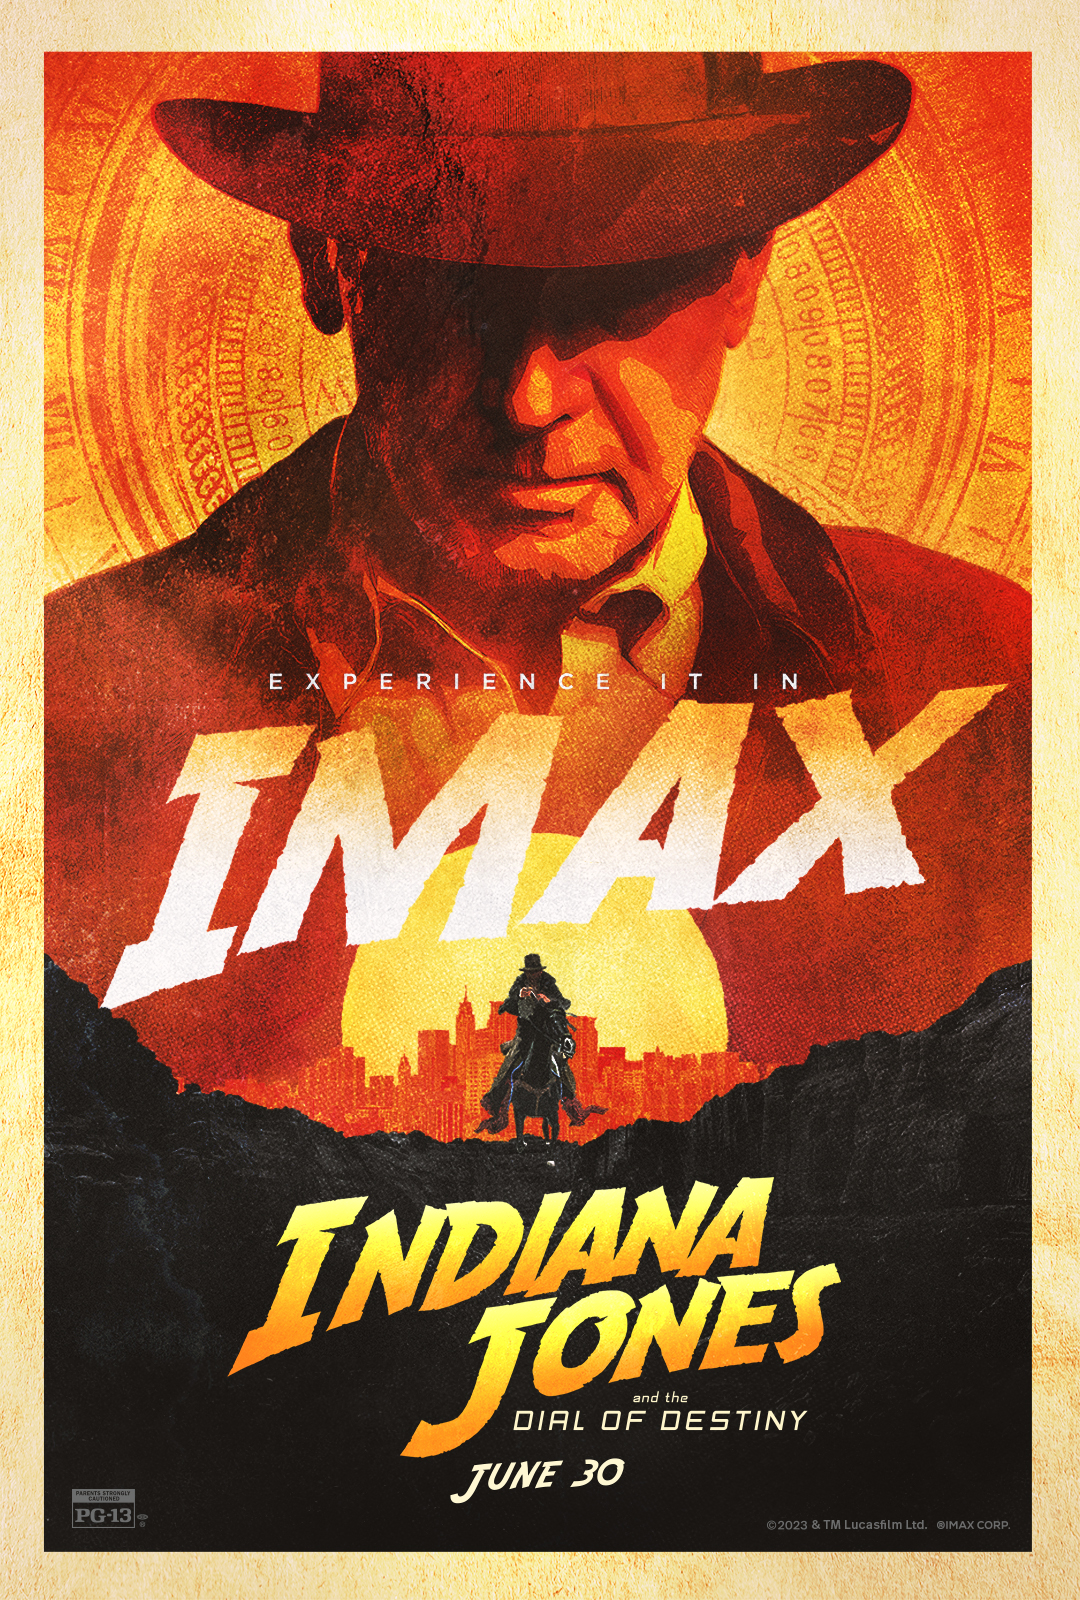 EXPERIENCE IT IN
IMAX
INDIANA
JONES
and the
DIAL OF DESTINY
JUNE 30
PARENTS STRONGLY
CAUTIONED
PG-13
©2023 & TM Lucasfilm Ltd. ®IMAX CORP.